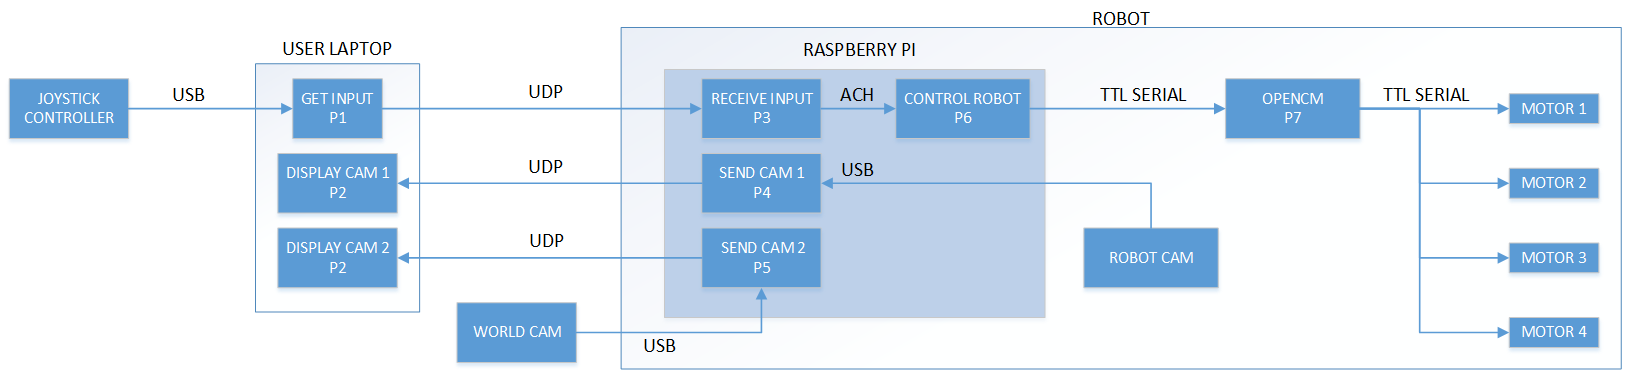 ROBOT
USER LAPTOP
RASPBERRY PI
JOYSTICK
CONTROLLER
USB
GET INPUT
P1
UDP
RECEIVE INPUT
P3
ACH
CONTROL ROBOT
P6
TTL SERIAL
OPENCM
P7
TTL SERIAL
MOTOR 1
DISPLAY CAM 1
P2
UDP
SEND CAM 1
P4
USB
MOTOR 2
DISPLAY CAM 2
P2
UDP
SEND CAM 2
P5
ROBOT CAM
MOTOR 3
WORLD CAM
USB
MOTOR 4